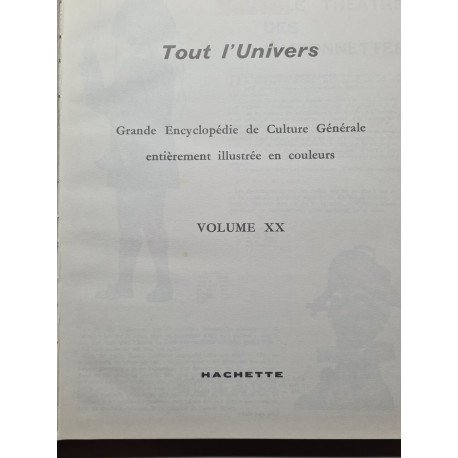 Tout l'Univers
Grande Encyclopédie de Culture Générale
entièrement illustrée en couleurs
VOLUME XX
HACHETTE